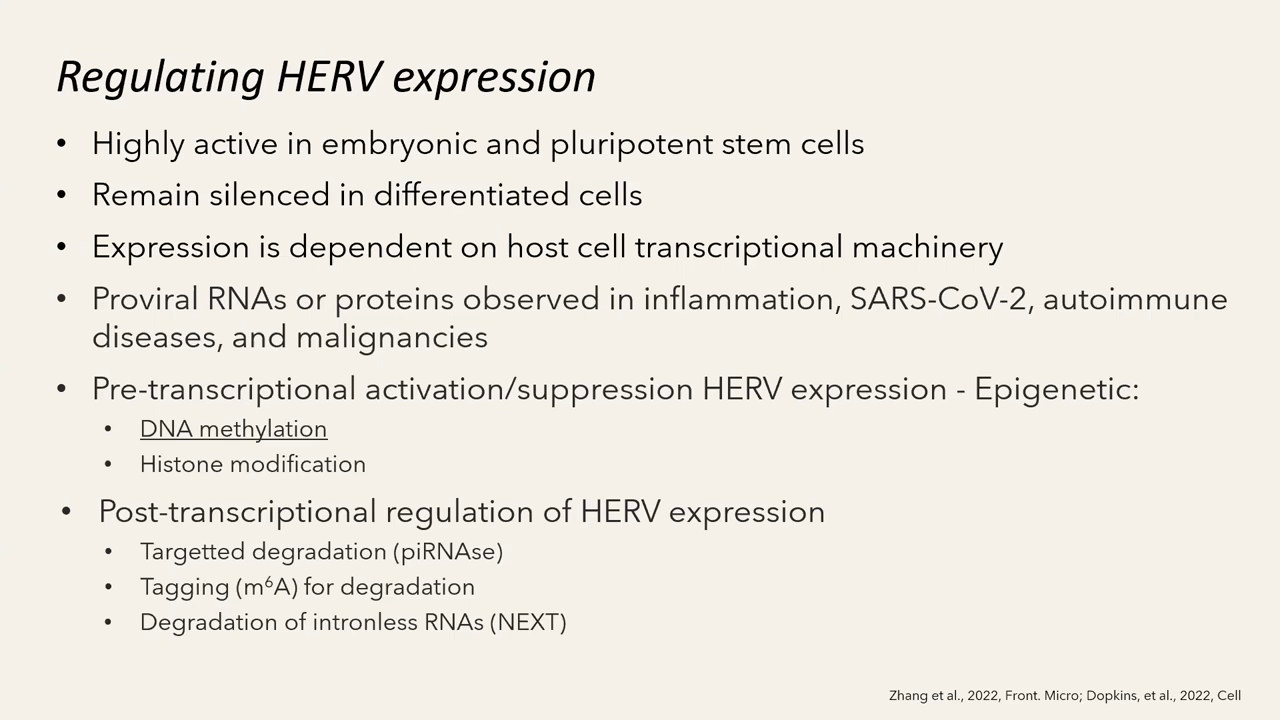 Regulating HERV expression
• Highly active in embryonic and pluripotent stem cells
• Remain silenced in differentiated cells
• Expression is dependent on host cell transcriptional machinery
• Proviral RNAs or proteins observed in inflammation, SARS-CoV-2, autoimmune
diseases, and malignancies
• Pre-transcriptional activation/suppression HERV expression - Epigenetic:
• DNA methylation
• Histone modification
• Post-transcriptional regulation of HERV expression
• Targetted degradation (piRNAse)
• Tagging (m⁶A) for degradation
• Degradation of intronless RNAs (NEXT)
Zhang et al., 2022, Front. Micro; Dopkins, et al., 2022, Cell